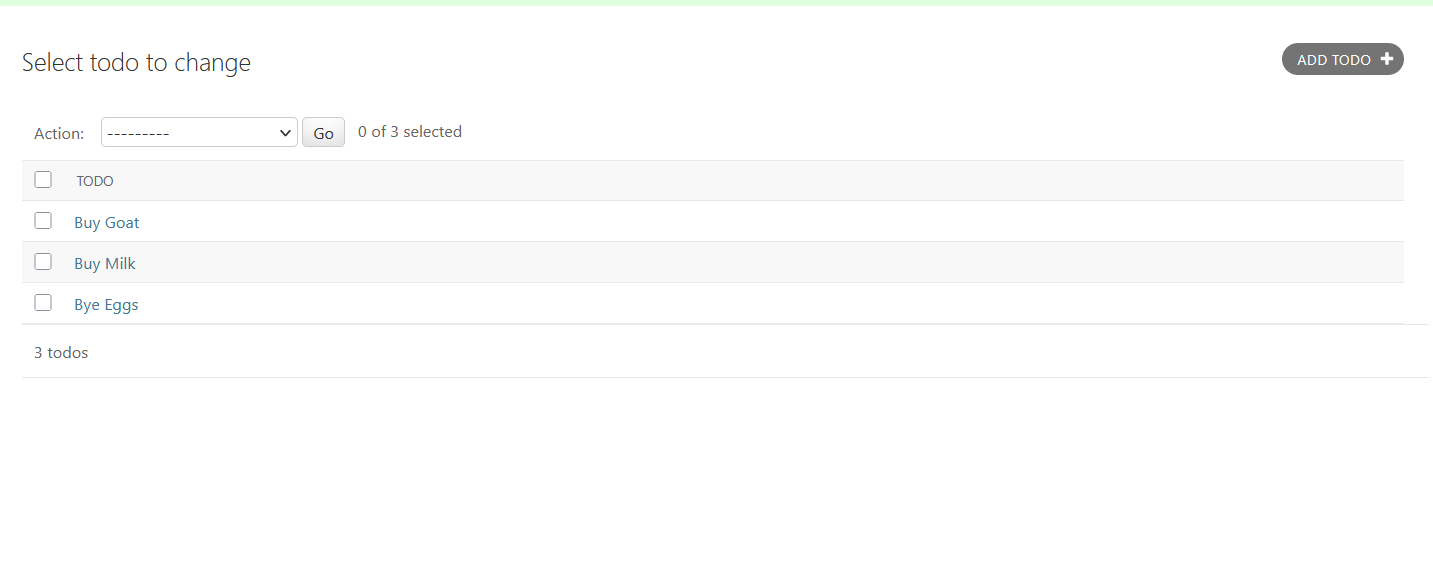 Select todo to change
ADD TODO
Action: --------- Go 0 of 3 selected
TODO
Buy Goat
Buy Milk
Bye Eggs
3 todos